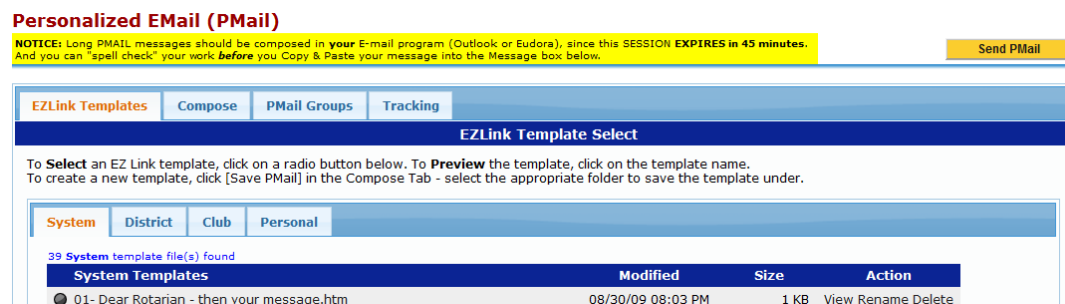 Personalized EMail (PMail)
NOTICE: Long PMAIL messages should be composed in your E-mail program (Outlook or Eudora), since this SESSION EXPIRES in 45 minutes.
And you can "spell check" your work before you Copy & Paste your message into the Message box below.
Send PMail
EZLink Templates Compose PMail Groups Tracking
EZLink Template Select
To Select an EZ Link template, click on a radio button below. To Preview the template, click on the template name.
To create a new template, click [Save PMail] in the Compose Tab - select the appropriate folder to save the template under.
System District Club Personal
39 System template file(s) found
System Templates Modified Size Action
01- Dear Rotarian - then your message.htm 08/30/09 08:03 PM 1 KB View Rename Delete